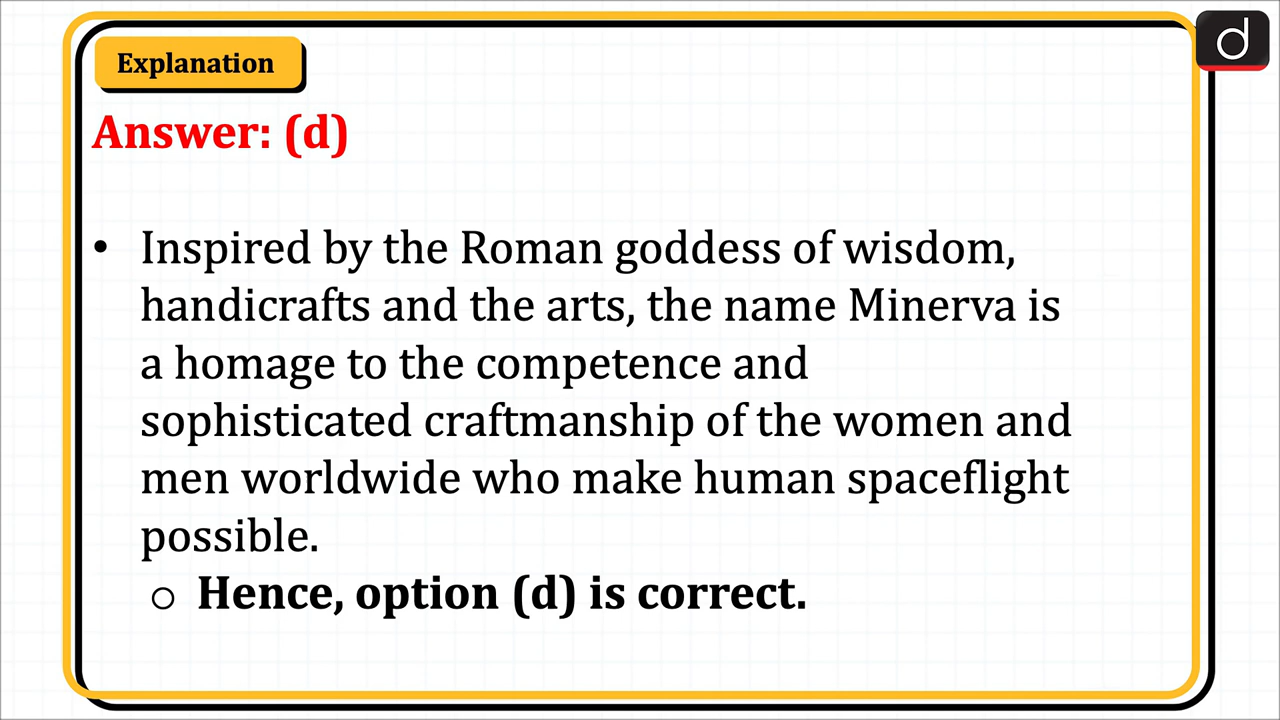 d
Explanation
Answer: (d)
• Inspired by the Roman goddess of wisdom,
handicrafts and the arts, the name Minerva is
a homage to the competence and
sophisticated craftmanship of the women and
men worldwide who make human spaceflight
possible.
o Hence, option (d) is correct.